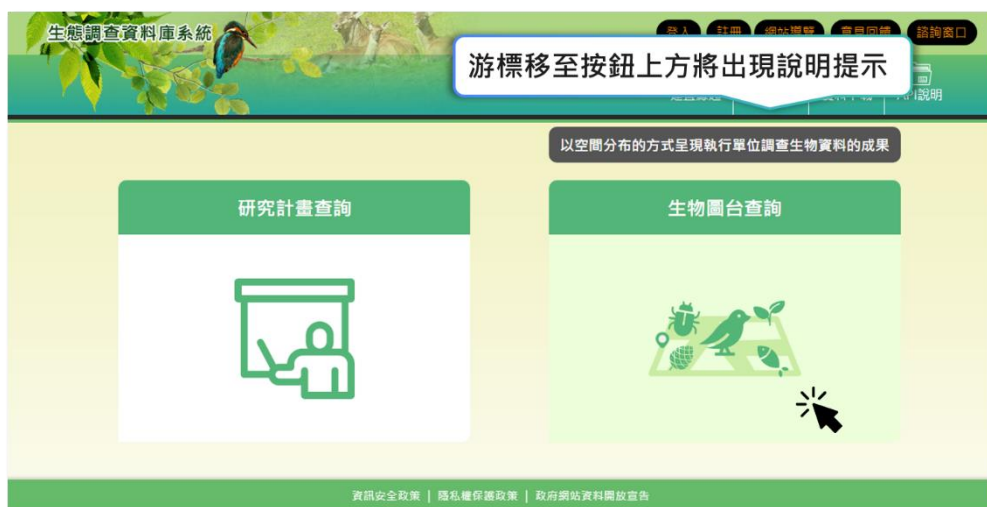 生態調查資料庫系統
登入 註冊 網站導覽 意見回饋 諮詢窗口
游標移至按鈕上方將出現說明提示
API說明
以空間分布的方式呈現執行單位調查生物資料的成果
研究計畫查詢
生物圖台查詢
資訊安全政策 | 隱私權保護政策 | 政府網站資料開放宣告